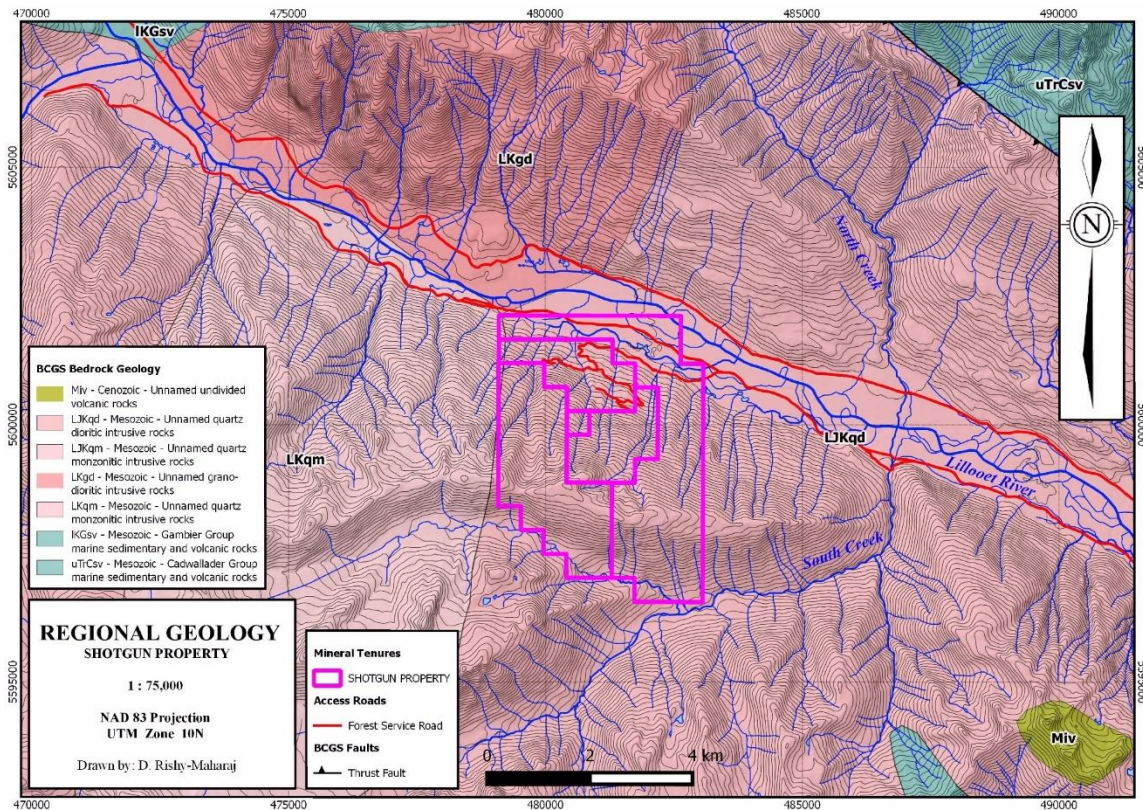 470000
475000
480000
485000
490000
lKGsv
uTrCsv
5605000
LKgd
5605000
N
North Creek
BCGS Bedrock Geology
Miv - Cenozoic - Unnamed undivided
volcanic rocks
LJKqd - Mesozoic - Unnamed quartz
dioritic intrusive rocks
LJKqm - Mesozoic - Unnamed quartz
monzonitic intrusive rocks
LKgd - Mesozoic - Unnamed grano-
dioritic intrusive rocks
LKqm - Mesozoic - Unnamed quartz
monzonitic intrusive rocks
lKGsv - Mesozoic - Gambier Group
marine sedimentary and volcanic rocks
uTrCsv - Mesozoic - Cadwallader Group
marine sedimentary and volcanic rocks
5600000
5600000
LKqm
LJKqd
Lillooet River
South Creek
REGIONAL GEOLOGY
SHOTGUN PROPERTY
1 : 75,000
NAD 83 Projection
UTM Zone 10N
Drawn by: D. Rishy-Maharaj
Mineral Tenures
SHOTGUN PROPERTY
Access Roads
Forest Service Road
BCGS Faults
Thrust Fault
5595000
5595000
Miv
0
2
4 km
470000
475000
480000
485000
490000